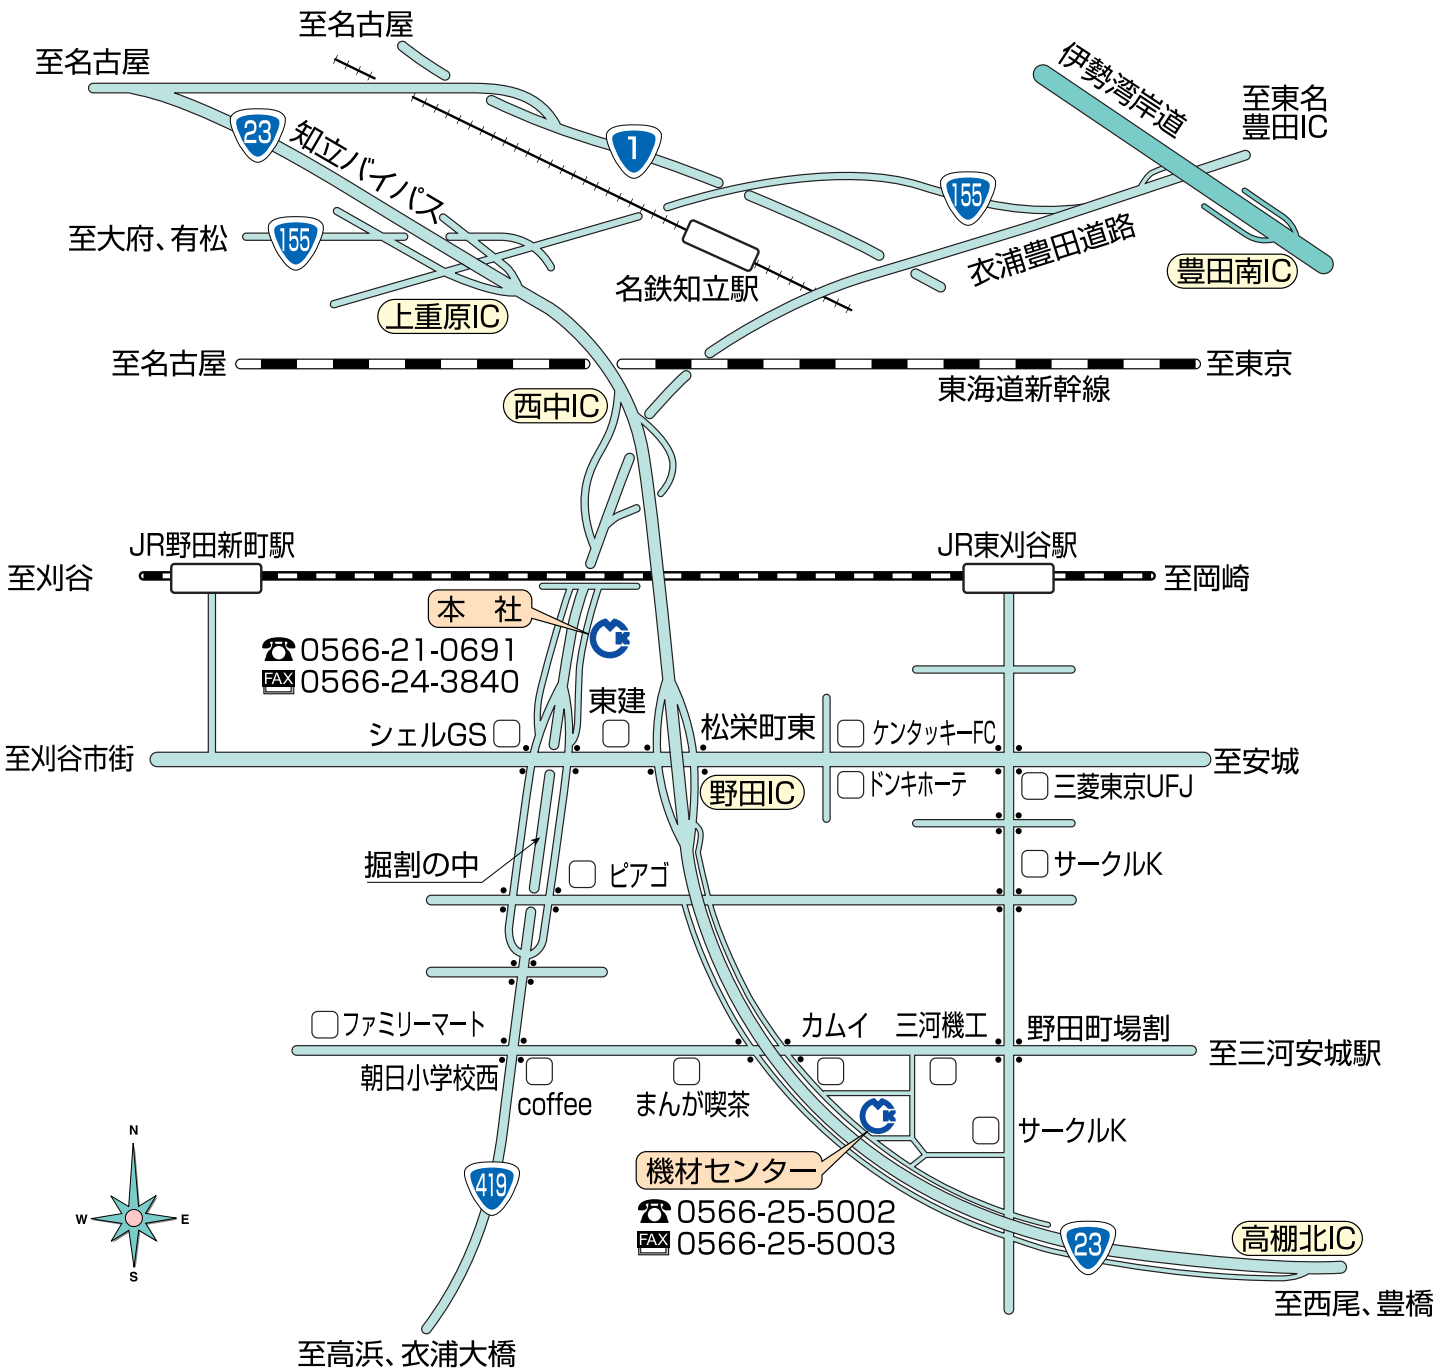 至名古屋
至名古屋
伊勢湾岸道
至東名
豊田IC
23
知立バイパス
1
155
至大府、有松
155
衣浦豊田道路
豊田南IC
名鉄知立駅
上重原IC
至名古屋
至東京
東海道新幹線
西中IC
JR野田新町駅
JR東刈谷駅
至刈谷
至岡崎
本 社
☎0566-21-0691
FAX 0566-24-3840
K
東建
シェルGS
松栄町東
ケンタッキーFC
至刈谷市街
至安城
野田IC
ドンキホーテ
三菱東京UFJ
掘割の中
ピアゴ
サークルK
ファミリーマート
カムイ
三河機工
野田町場割
至三河安城駅
朝日小学校西
coffee
まんが喫茶
K
サークルK
機材センター
☎0566-25-5002
FAX 0566-25-5003
419
N
W
E
S
23
高棚北IC
至西尾、豊橋
至高浜、衣浦大橋